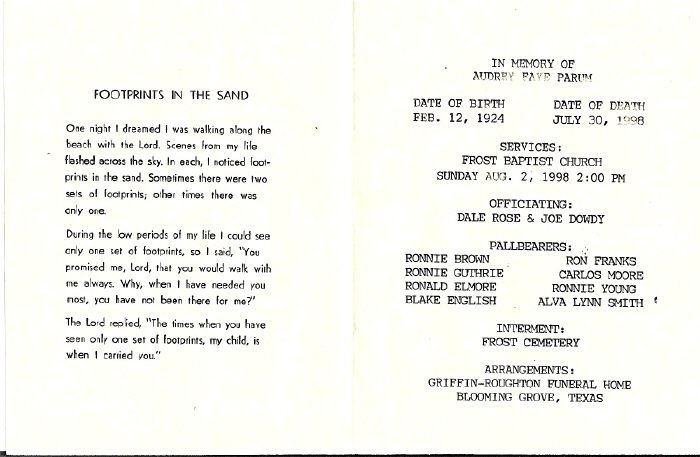 FOOTPRINTS IN THE SAND
One night I dreamed I was walking along the
beach with the Lord. Scenes from my life
flashed across the sky. In each, I noticed foot-
prints in the sand. Sometimes there were two
sets of footprints; other times there was
only one.
During the low periods of my life I could see
only one set of footprints, so I said, "You
promised me, Lord, that you would walk with
me always. Why, when I have needed you
most, you have not been there for me?"
The Lord replied, "The times when you have
seen only one set of footprints, my child, is
when I carried you."
IN MEMORY OF
AUDREY FAYE PARUM
DATE OF BIRTH DATE OF DEATH
FEB. 12, 1924 JULY 30, 1998
SERVICES:
FROST BAPTIST CHURCH
SUNDAY AUG. 2, 1998 2:00 PM
OFFICIATING:
DALE ROSE & JOE DOWDY
PALLBEARERS:
RONNIE BROWN RON FRANKS
RONNIE GUTHRIE CARLOS MOORE
RONALD ELMORE RONNIE YOUNG
BLAKE ENGLISH ALVA LYNN SMITH
INTERMENT:
FROST CEMETERY
ARRANGEMENTS:
GRIFFIN-ROUGHTON FUNERAL HOME
BLOOMING GROVE, TEXAS